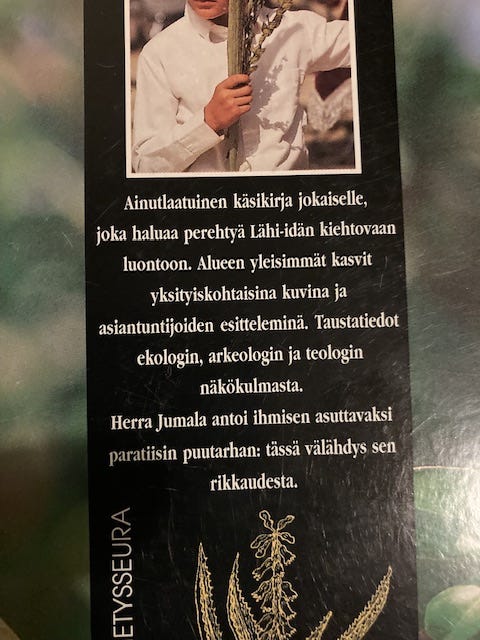 Ainutlaatuinen käsikirja jokaiselle,
joka haluaa perehtyä Lähi-idän kiehtovaan
luontoon. Alueen yleisimmät kasvit
yksityiskohtaisina kuvina ja
asiantuntijoiden esitteleminä. Taustatiedot
ekologin, arkeologin ja teologin
näkökulmasta.
Herra Jumala antoi ihmisen asuttavaksi
paratiisin puutarhan: tässä välähdys sen
rikkaudesta.
ETYSSEURA